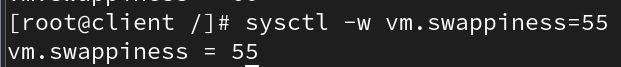 [root@client /]# sysctl -w vm.swappiness=55
vm.swappiness = 55